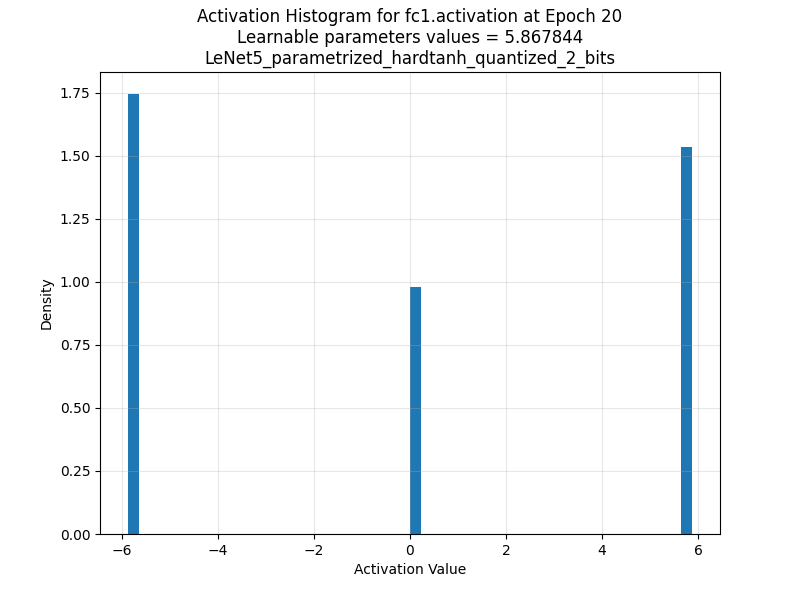 Activation Histogram for fc1.activation at Epoch 20
Learnable parameters values = 5.867844
LeNet5_parametrized_hardtanh_quantized_2_bits
1.75
1.50
1.25
1.00
0.75
0.50
0.25
0.00
Density
−6 −4 −2 0 2 4 6
Activation Value